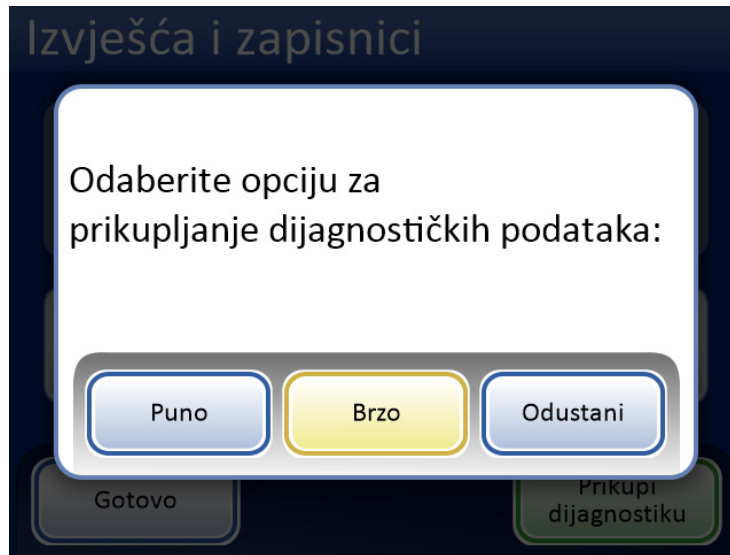 Izvješća i zapisnici
Odaberite opciju za
prikupljanje dijagnostičkih podataka:
Puno
Brzo
Odustani
Gotovo
Prikupi
dijagnostiku